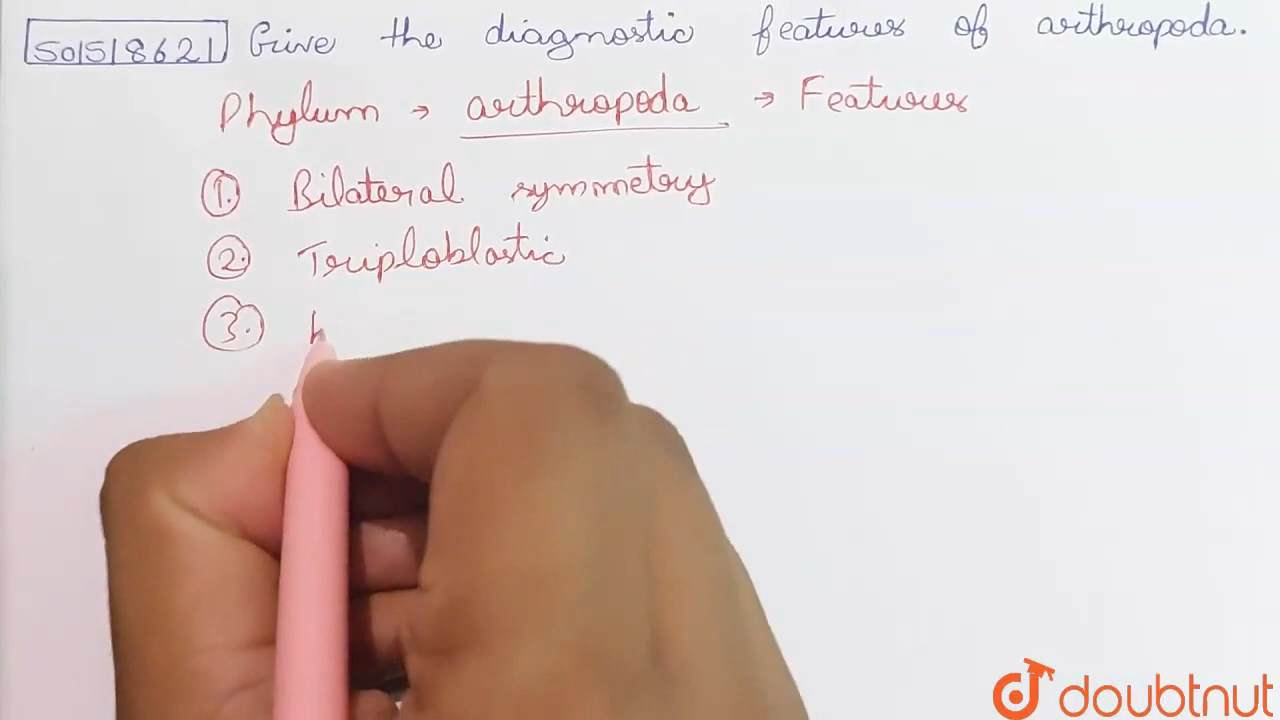 50518621 Give the diagnostic features of arthropoda.
Phylum → arthropoda → Features
1. Bilateral symmetry
2. Triploblastic
3.
doubtnut